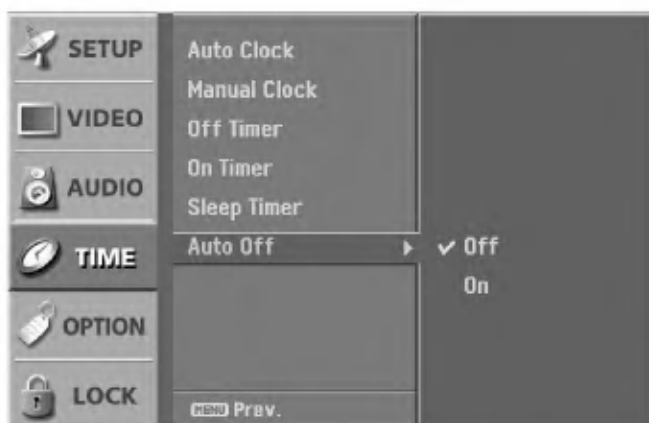 SETUP
VIDEO
AUDIO
TIME
OPTION
LOCK
Auto Clock
Manual Clock
Off Timer
On Timer
Sleep Timer
Auto Off
MENU Prev.
Off
On